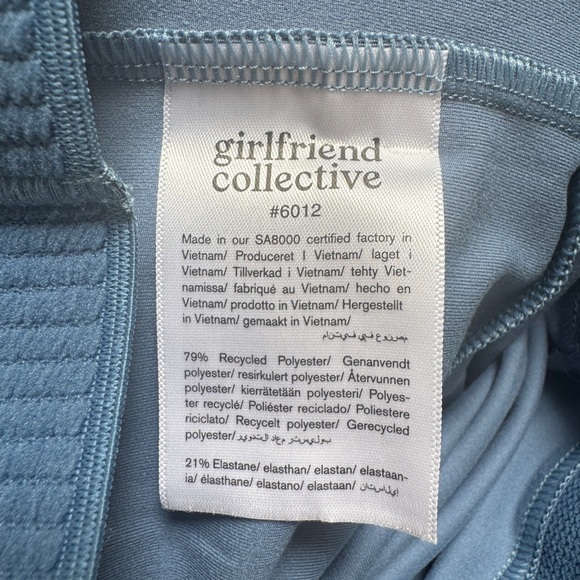 girlfriend
collective
#6012
Made in our SA8000 certified factory in
Vietnam/ Produceret I Vietnam/ laget i
Vietnam/ Tillverkad i Vietnam/ tehty Viet-
namissa/ fabriqué au Vietnam/ hecho en
Vietnam/ prodotto in Vietnam/ Hergestellt
in Vietnam/ gemaakt in Vietnam/
79% Recycled Polyester/ Genanvendt
polyester/ resirkulert polyester/ Återvunnen
polyester/ kierrätetään polyesteri/ Polyes-
ter recyclé/ Poliéster reciclado/ Poliestere
riciclato/ Recycelt polyester/ Gerecycled
polyester/
21% Elastane/ elasthan/ elastan/ elastaan-
ia/ élasthane/ elastano/ elastaan/